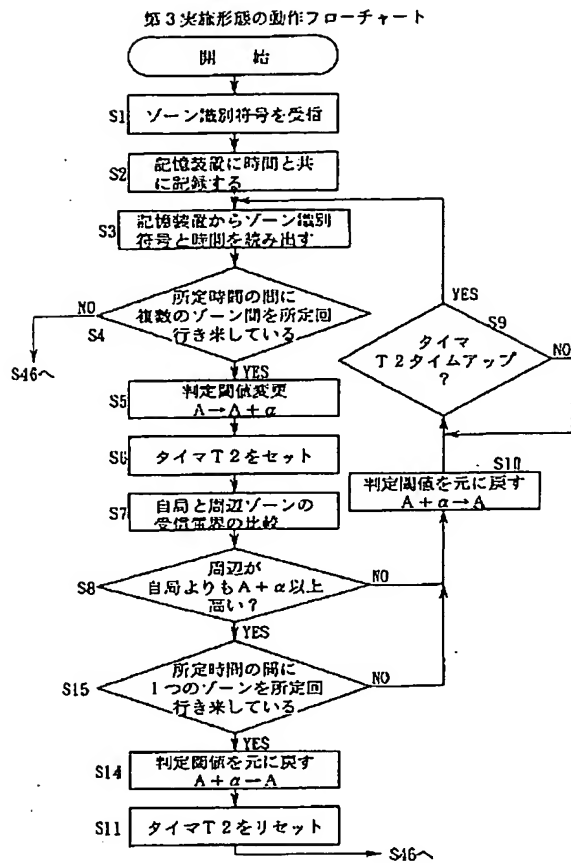 第3実施形態の動作フローチャート
開　始
S1
ゾーン識別符号を受信
S2
記憶装置に時間と共
に記録する
S3
記憶装置からゾーン識別
符号と時間を読み出す
NO
S4
所定時間の間に
複数のゾーン間を所定回
行き来している
S46へ
YES
S5
判定閾値変更
A→A+α
S6
タイマT2をセット
S7
自局と周辺ゾーンの
受信電界の比較
S8
周辺が
自局よりもA+α以上
高い?
NO
YES
S15
所定時間の間に
1つのゾーンを所定回
行き来している
NO
YES
S14
判定閾値を元に戻す
A+α→A
S11
タイマT2をリセット
S46へ
YES
S9
タイマ
T2タイムアップ
?
NO
S10
判定閾値を元に戻す
A+α→A